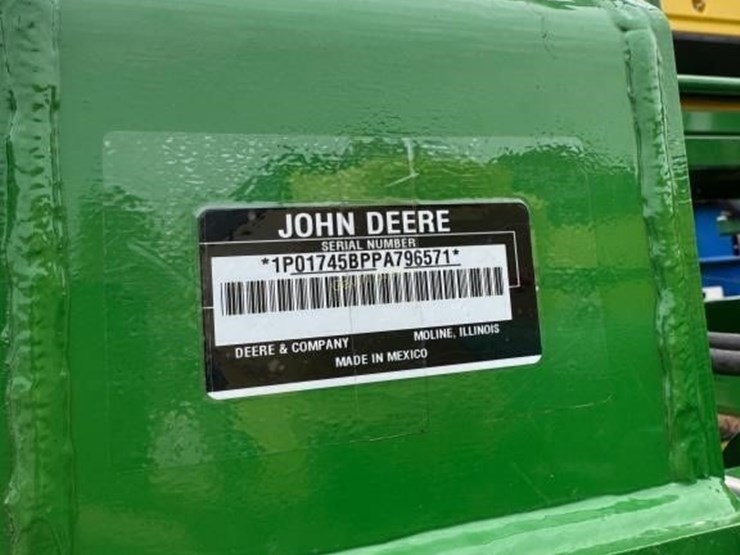 JOHN DEERE
SERIAL NUMBER
*1P01745BPPA796571*
DEERE & COMPANY MOLINE, ILLINOIS
MADE IN MEXICO